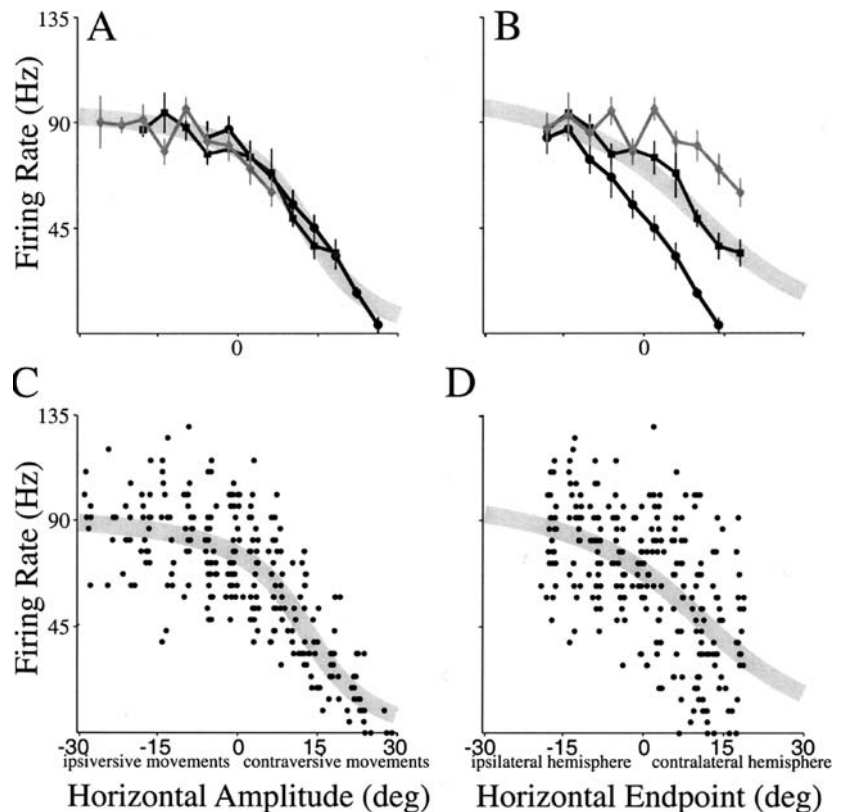 A
B
135
90
45
Firing Rate (Hz)
0
0
C
D
135
90
45
Firing Rate (Hz)
-30 -15 0 15 30
ipsiversive movements contraversive movements
Horizontal Amplitude (deg)
-30 -15 0 15 30
ipsilateral hemisphere contralateral hemisphere
Horizontal Endpoint (deg)